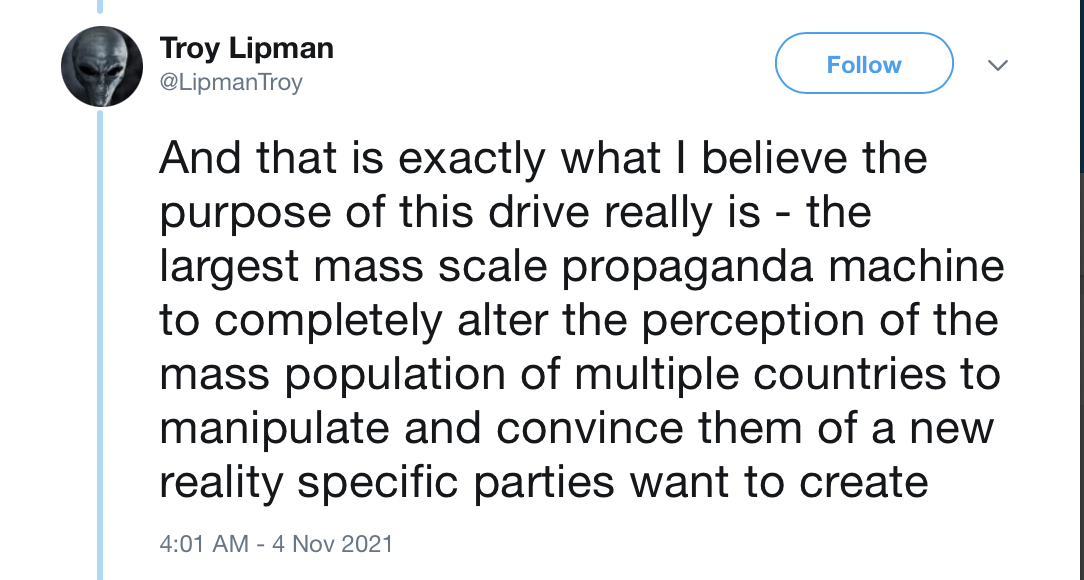 Troy Lipman
@LipmanTroy
Follow
And that is exactly what I believe the
purpose of this drive really is - the
largest mass scale propaganda machine
to completely alter the perception of the
mass population of multiple countries to
manipulate and convince them of a new
reality specific parties want to create
4:01 AM - 4 Nov 2021